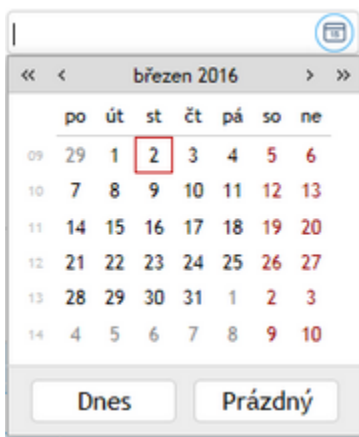 « < březen 2016 > »
po út st čt pá so ne
09 29 1 2 3 4 5 6
10 7 8 9 10 11 12 13
11 14 15 16 17 18 19 20
12 21 22 23 24 25 26 27
13 28 29 30 31 1 2 3
14 4 5 6 7 8 9 10
Dnes Prázdný